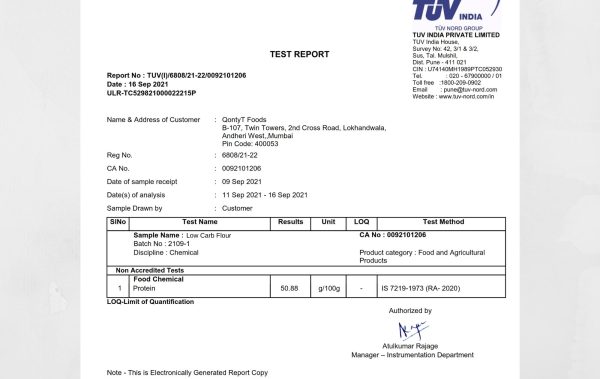 TUV INDIA
TUV NORD GROUP
TUV INDIA PRIVATE LIMITED
TUV India House,
Survey No: 42, 3/1 & 3/2,
Sus, Tal. Mulshil,
Dist. Pune - 411 021
CIN : U74140MH1989PTC052930
Tel. : 020 - 67900000 / 01
Toll free :1800-209-0902
Email : pune@tuv-nord.com
Website : www.tuv-nord.com/in
TEST REPORT
Report No : TUV(I)/6808/21-22/0092101206
Date : 16 Sep 2021
ULR-TC529821000022215P
Name & Address of Customer : QontyT Foods
B-107, Twin Towers, 2nd Cross Road, Lokhandwala,
Andheri West,,Mumbai
Pin Code: 400053
Reg No. : 6808/21-22
CA No. : 0092101206
Date of sample receipt : 09 Sep 2021
Date(s) of analysis : 11 Sep 2021 - 16 Sep 2021
Sample Drawn by : Customer
SlNo Test Name Results Unit LOQ Test Method
Sample Name : Low Carb Flour CA No : 0092101206
Batch No : 2109-1
Discipline : Chemical Product category : Food and Agricultural
Products
Non Accredited Tests
Food Chemical
1 Protein 50.88 g/100g - IS 7219-1973 (RA- 2020)
LOQ-Limit of Quantification
Authorized by
Atulkumar Rajage
Manager – Instrumentation Department
Note - This is Electronically Generated Report Copy